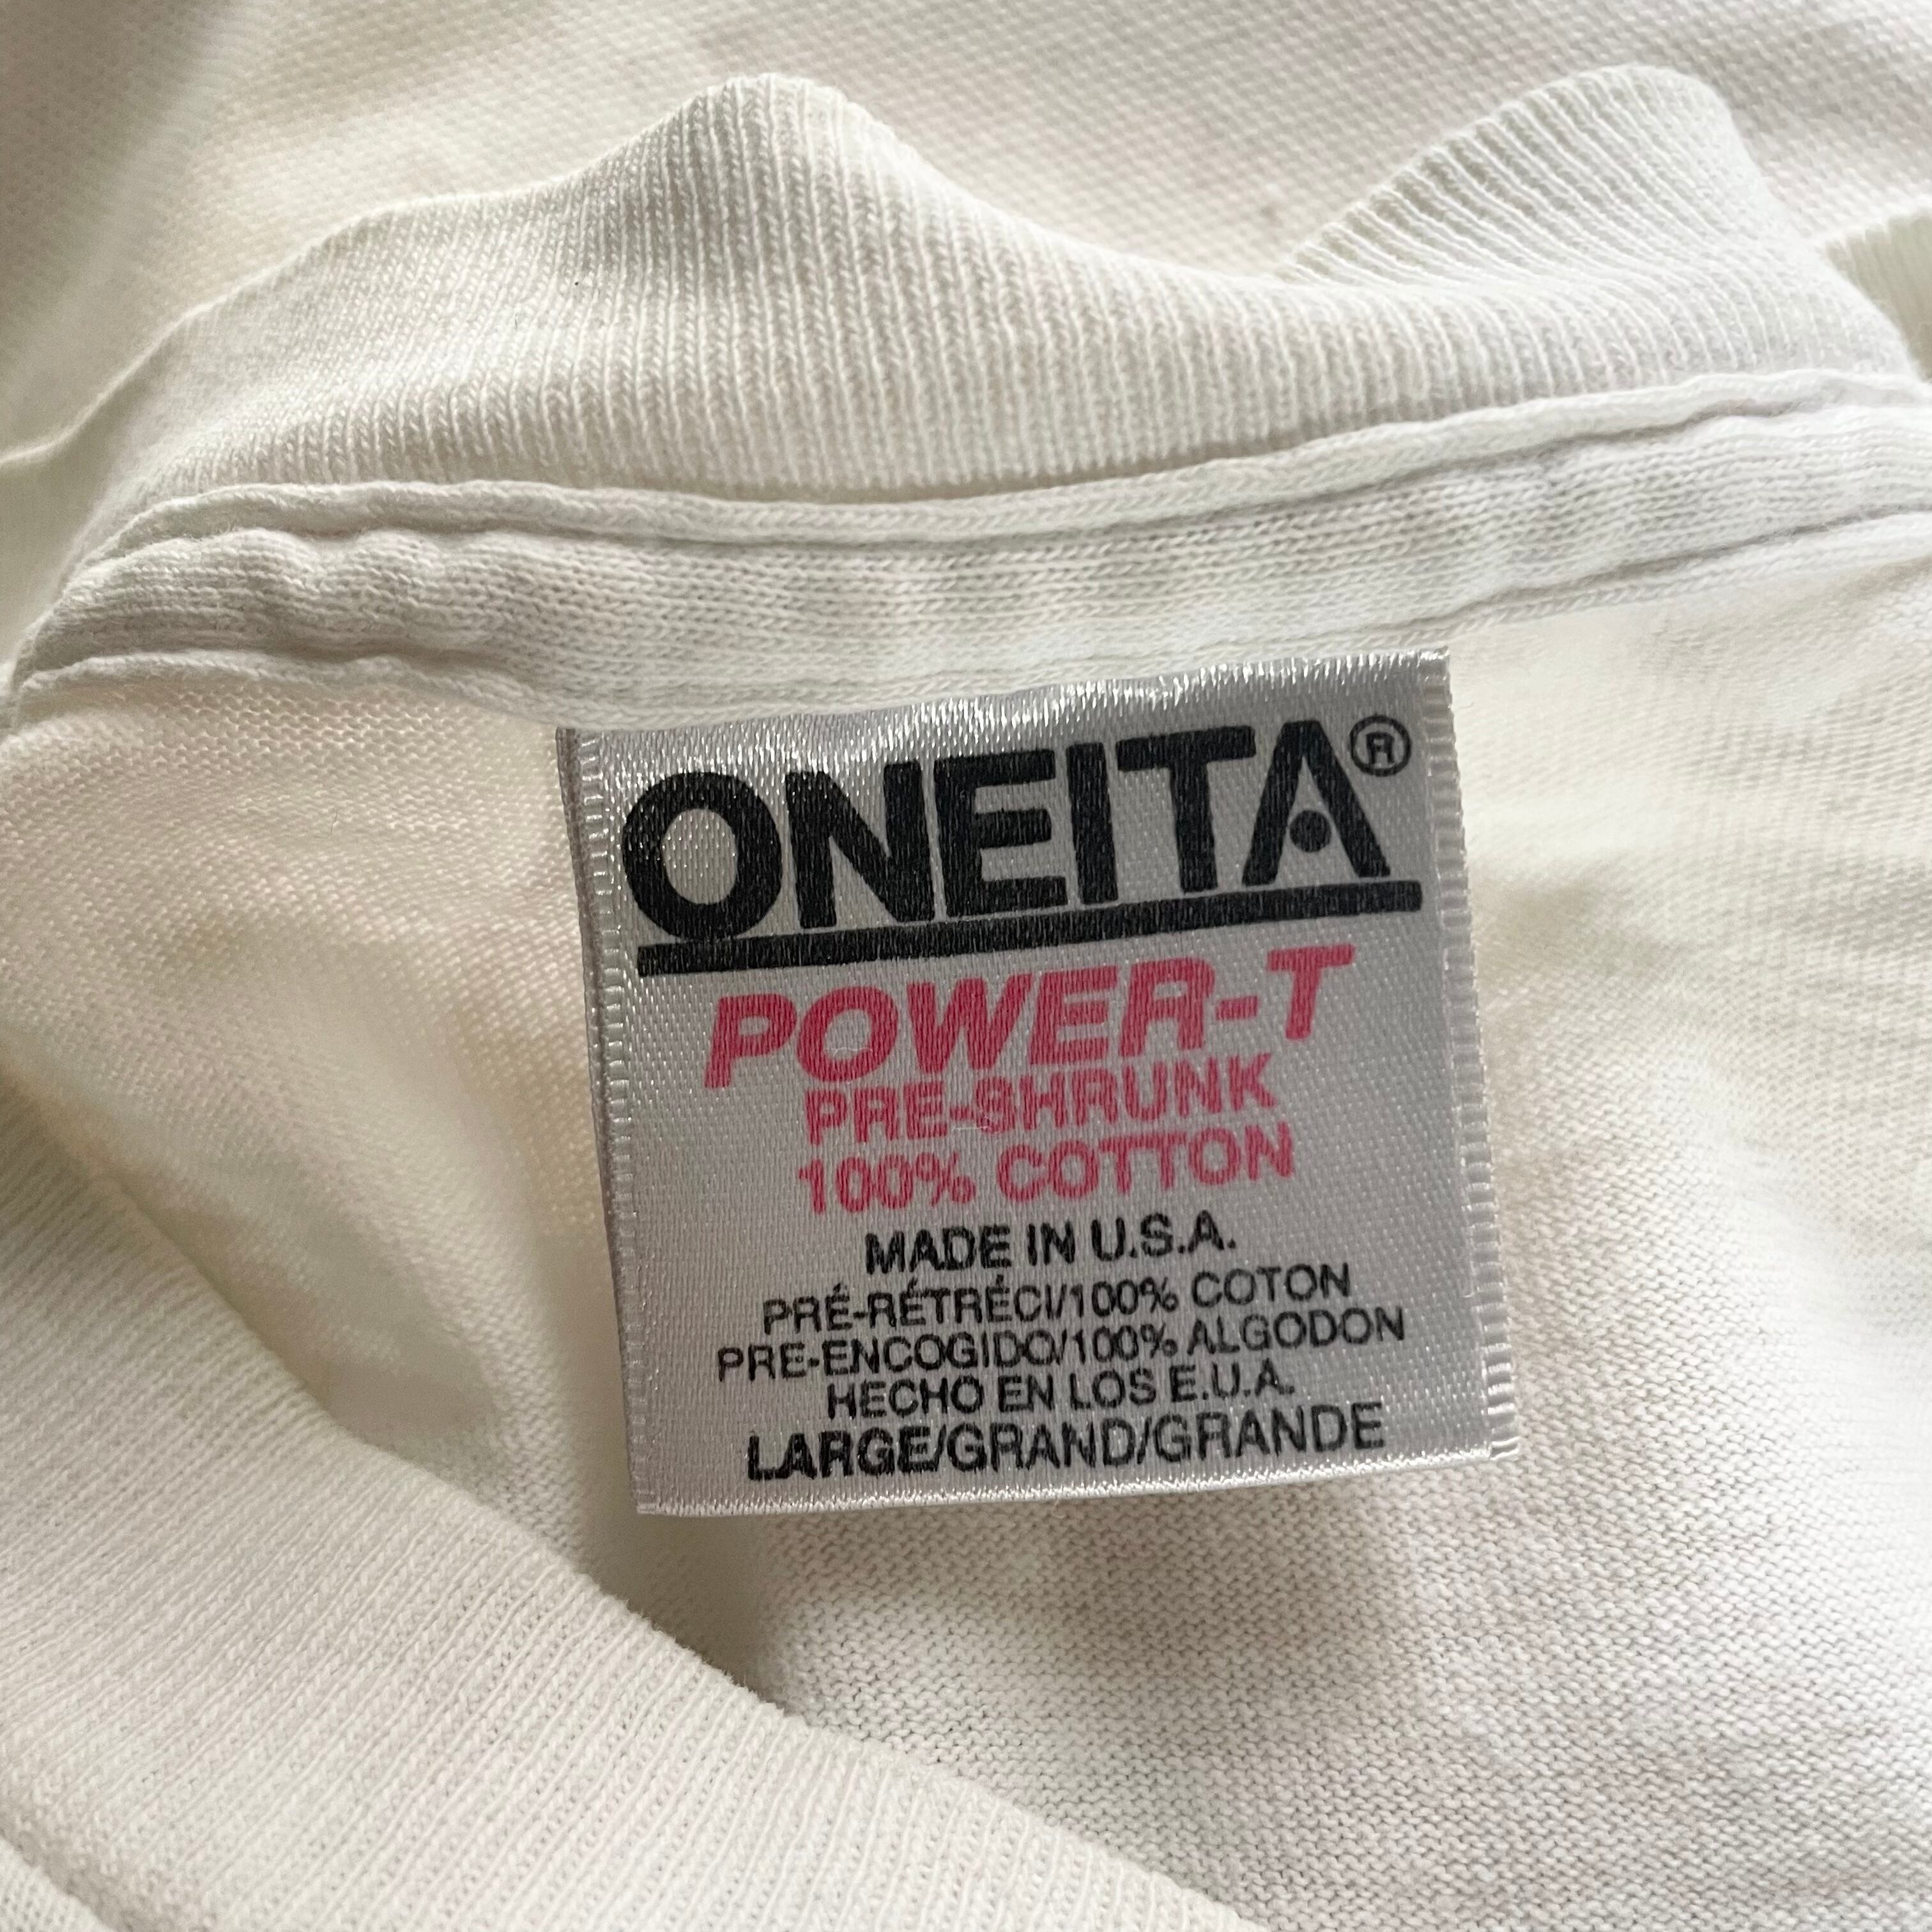 ONEITA®
POWER-T
PRE-SHRUNK
100% COTTON
MADE IN U.S.A.
PRÉ-RÉTRÉCI/100% COTON
PRE-ENCOGIDO/100% ALGODON
HECHO EN LOS E.U.A.
LARGE/GRAND/GRANDE